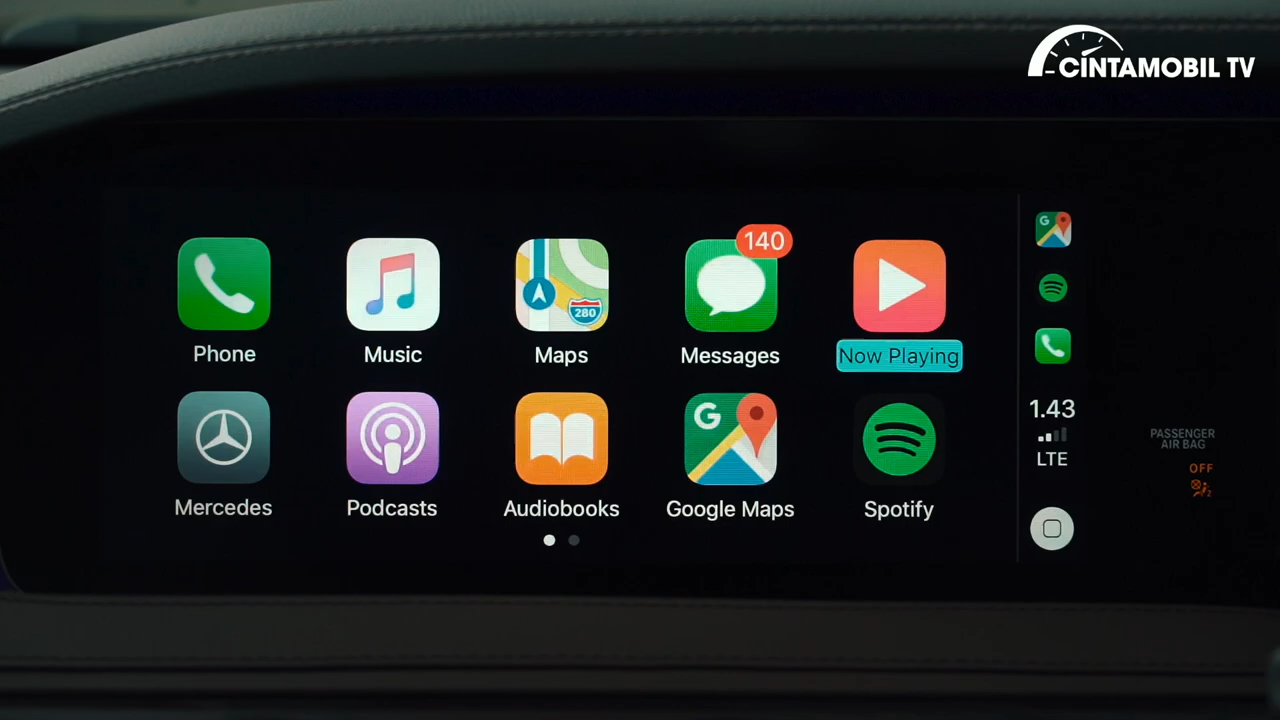 CINTAMOBIL TV
140
280
Phone
Music
Maps
Messages
Now Playing
G
Mercedes
Podcasts
Audiobooks
Google Maps
Spotify
G
1.43
LTE
PASSENGER
AIR BAG
OFF
2